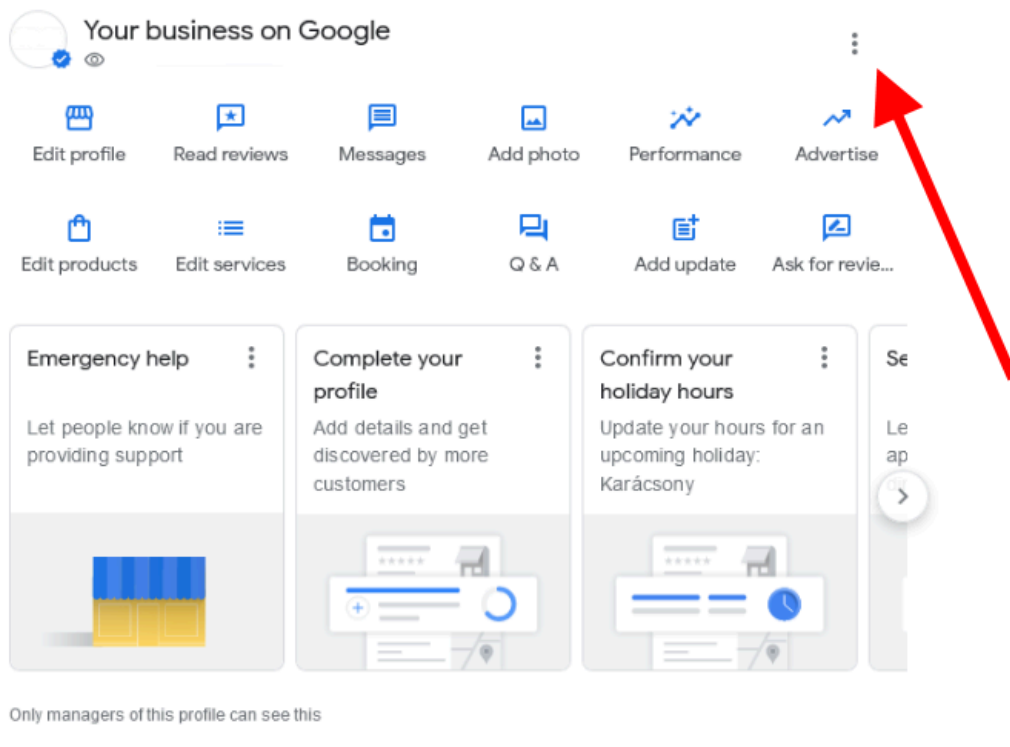 Your business on Google
Edit profile
Read reviews
Messages
Add photo
Performance
Advertise
Edit products
Edit services
Booking
Q & A
Add update
Ask for revie...
Emergency help
Let people know if you are
providing support
Complete your
profile
Add details and get
discovered by more
customers
Confirm your
holiday hours
Update your hours for an
upcoming holiday:
Karácsony
Se
Le
ap
Only managers of this profile can see this